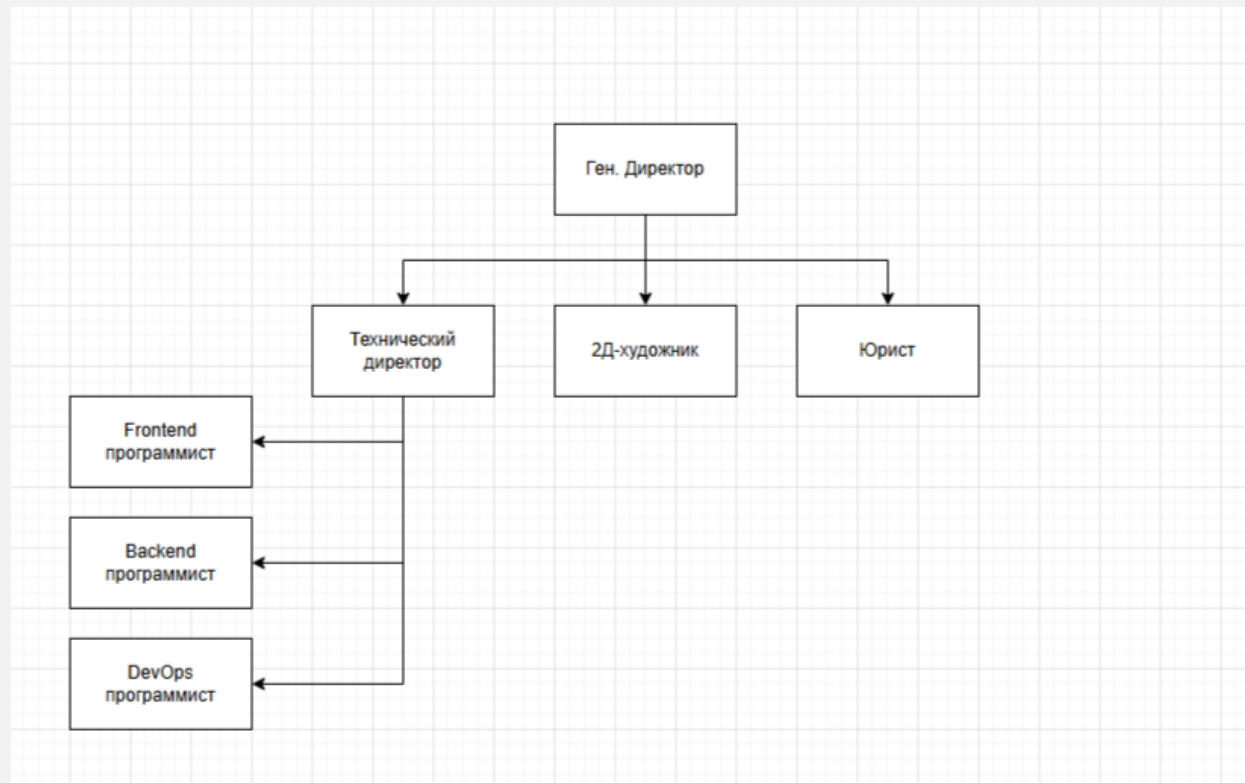 Ген. Директор
Технический
директор
2Д-художник
Юрист
Frontend
программист
Backend
программист
DevOps
программист